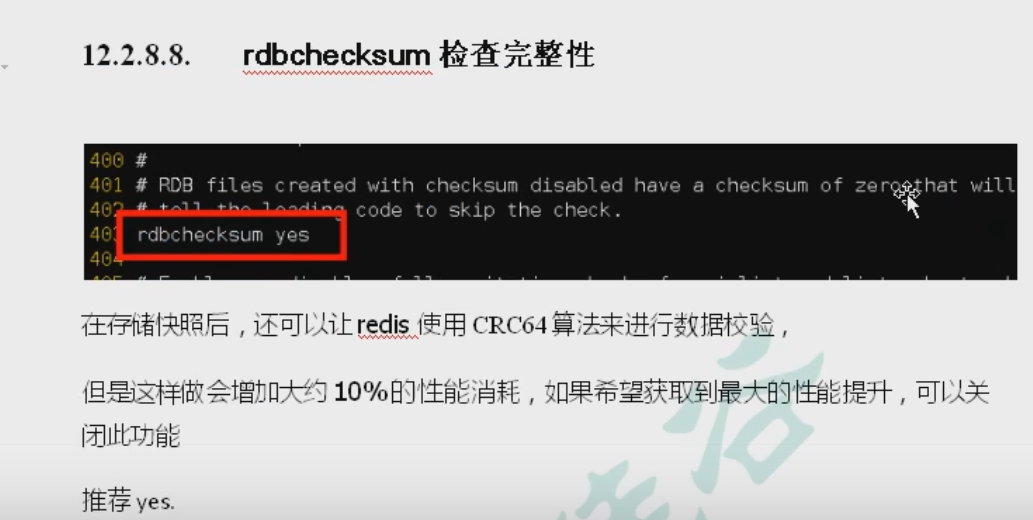 12.2.8.8. rdbchecksum 检查完整性
400 #
401 # RDB files created with checksum disabled have a checksum of zero that will
402 # tell the loading code to skip the check.
403 rdbchecksum yes
404
在存储快照后，还可以让 redis 使用 CRC64 算法来进行数据校验，
但是这样做会增加大约 10%的性能消耗，如果希望获取到最大的性能提升，可以关
闭此功能
推荐 yes.